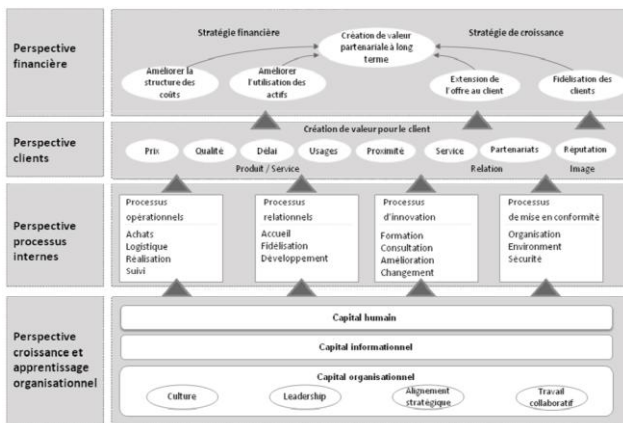 Perspective
financière
Stratégie financière
Création de valeur
partenariale à long
terme
Stratégie de croissance
Améliorer la
structure des
coûts
Améliorer
l'utilisation des
actifs
Extension de
l'offre au client
Fidélisation des
clients
Perspective
clients
Création de valeur pour le client
Prix
Qualité
Délai
Usages
Proximité
Service
Partenariats
Réputation
Produit / Service
Relation
Image
Perspective
processus
internes
Processus
opérationnels
Achats
Logistique
Réalisation
Suivi
Processus
relationnels
Accueil
Fidélisation
Développement
Processus
d'innovation
Formation
Consultation
Amélioration
Changement
Processus
de mise en conformité
Organisation
Environment
Sécurité
Perspective
croissance et
apprentissage
organisationnel
Capital humain
Capital informationnel
Capital organisationnel
Culture
Leadership
Alignement
stratégique
Travail
collaboratif